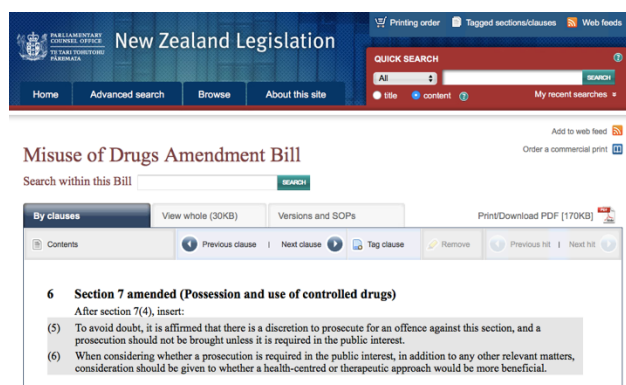 Printing order Tagged sections/clauses Web feeds
PARLIAMENTARY
COUNSEL OFFICE
TE TARI TOHUTOHU
PĀREMATA
New Zealand Legislation
QUICK SEARCH
All SEARCH
title content My recent searches
Home Advanced search Browse About this site
Add to web feed
Order a commercial print
Misuse of Drugs Amendment Bill
Search within this Bill SEARCH
By clauses View whole (30KB) Versions and SOPs Print/Download PDF [170KB]
Contents Previous clause | Next clause Tag clause Remove Previous hit | Next hit
6 Section 7 amended (Possession and use of controlled drugs)
After section 7(4), insert:
(5) To avoid doubt, it is affirmed that there is a discretion to prosecute for an offence against this section, and a
prosecution should not be brought unless it is required in the public interest.
(6) When considering whether a prosecution is required in the public interest, in addition to any other relevant matters,
consideration should be given to whether a health-centred or therapeutic approach would be more beneficial.